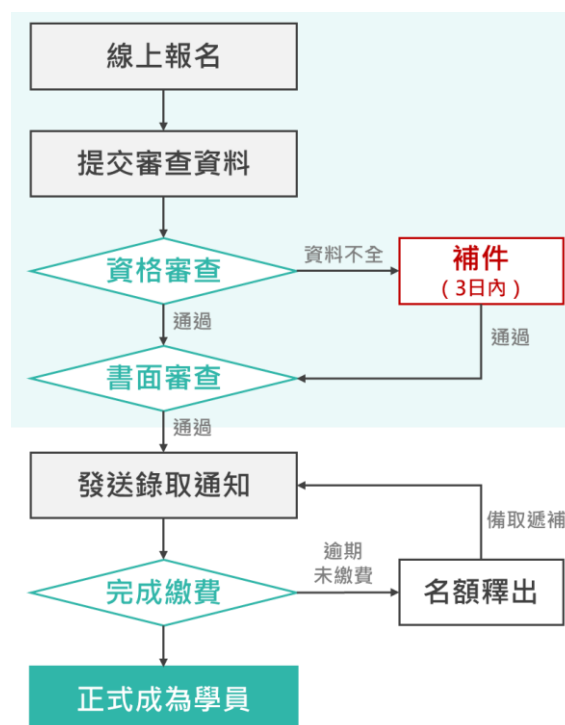 線上報名
提交審查資料
資格審查
資料不全
補件
(3日內)
通過
通過
書面審查
通過
發送錄取通知
備取遞補
逾期
未繳費
完成繳費
名額釋出
正式成為學員